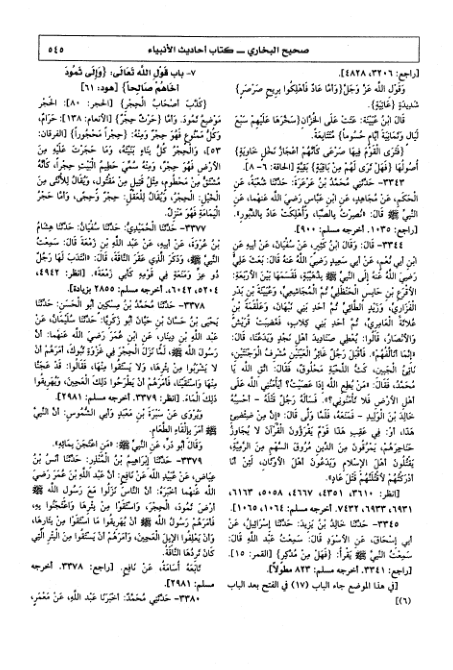 صحيح البخاري ــ كتاب أحاديث الأنبياء
٥٤٥
[راجع: ٣٢٠٦، ٤٨٢٨].
وَقَوْلِ اللهِ عَزَّ وَجَلَّ: {وَأَمَّا عَادٌ فَأُهْلِكُوا بِرِيحٍ صَرْصَرٍ}
شَدِيدَةٍ {عَاتِيَةٍ}.
قَالَ ابْنُ عُيَيْنَةَ: عَتَتْ عَلَى الْخُزَّانِ {سَخَّرَهَا عَلَيْهِمْ سَبْعَ
لَيَالٍ وَثَمَانِيَةَ أَيَّامٍ حُسُومًا} مُتَتَابِعَةً.
{فَتَرَى الْقَوْمَ فِيهَا صَرْعَى كَأَنَّهُمْ أَعْجَازُ نَخْلٍ خَاوِيَةٍ}
أُصُولُهَا {فَهَلْ تَرَى لَهُمْ مِنْ بَاقِيَةٍ} بَقِيَّةٍ [الحاقة: ٦-٨].
٣٣٤٣- حَدَّثَنِي مُحَمَّدُ بْنُ عَرْعَرَةَ: حَدَّثَنَا شُعْبَةُ، عَنِ
الْحَكَمِ، عَنْ مُجَاهِدٍ، عَنِ ابْنِ عَبَّاسٍ رَضِيَ اللهُ عَنْهُمَا، عَنِ
النَّبِيِّ ﷺ قَالَ: «نُصِرْتُ بِالصَّبَا، وَأُهْلِكَتْ عَادٌ بِالدَّبُورِ».
[راجع: ١٠٣٥. أخرجه مسلم: ٩٠٠].
٣٣٤٤- قَالَ: وَقَالَ ابْنُ كَثِيرٍ، عَنْ سُفْيَانَ، عَنْ أَبِيهِ عَنِ
ابْنِ أَبِي نُعْمٍ، عَنْ أَبِي سَعِيدٍ رَضِيَ اللهُ عَنْهُ قَالَ: بَعَثَ عَلِيٌّ
رَضِيَ اللهُ عَنْهُ إِلَى النَّبِيِّ ﷺ بِذُهَيْبَةٍ، فَقَسَمَهَا بَيْنَ الأَرْبَعَةِ:
الأَقْرَعِ بْنِ حَابِسٍ الْحَنْظَلِيِّ ثُمَّ الْمُجَاشِعِيِّ، وَعُيَيْنَةَ بْنِ بَدْرٍ
الْفَزَارِيِّ، وَزَيْدٍ الطَّائِيِّ ثُمَّ أَحَدِ بَنِي نَبْهَانَ، وَعَلْقَمَةَ بْنِ
عُلَاثَةَ الْعَامِرِيِّ، ثُمَّ أَحَدِ بَنِي كِلَابٍ، فَغَضِبَتْ قُرَيْشٌ
وَالأَنْصَارُ، قَالُوا: يُعْطِي صَنَادِيدَ أَهْلِ نَجْدٍ وَيَدَعُنَا، قَالَ:
«إِنَّمَا أَتَأَلَّفُهُمْ». فَأَقْبَلَ رَجُلٌ غَائِرُ الْعَيْنَيْنِ مُشْرِفُ الْوَجْنَتَيْنِ،
نَاتِئُ الْجَبِينِ، كَثُّ اللِّحْيَةِ مَحْلُوقٌ، فَقَالَ: اتَّقِ اللهَ يَا
مُحَمَّدُ، فَقَالَ: «مَنْ يُطِعِ اللهَ إِذَا عَصَيْتُ؟ أَيَأْمَنُنِي اللهُ عَلَى
أَهْلِ الأَرْضِ فَلَا تَأْمَنُونِي؟». فَسَأَلَهُ رَجُلٌ قَتْلَهُ - أَحْسِبُهُ
خَالِدَ بْنَ الْوَلِيدِ - فَمَنَعَهُ، فَلَمَّا وَلَّى قَالَ: «إِنَّ مِنْ ضِئْضِئِ
هَذَا، أَوْ: فِي عَقِبِ هَذَا قَوْمٌ يَقْرَؤُونَ الْقُرْآنَ لَا يُجَاوِزُ
حَنَاجِرَهُمْ، يَمْرُقُونَ مِنَ الدِّينِ مُرُوقَ السَّهْمِ مِنَ الرَّمِيَّةِ،
يَقْتُلُونَ أَهْلَ الإِسْلَامِ وَيَدَعُونَ أَهْلَ الأَوْثَانِ، لَئِنْ أَنَا
أَدْرَكْتُهُمْ لَأَقْتُلَنَّهُمْ قَتْلَ عَادٍ».
[انظر: ٣٦١٠، ٤٣٥١، ٤٦٦٧، ٥٠٥٨، ٦١٦٣،
٦٩٣١، ٦٩٣٣، ٧٤٣٢. أخرجه مسلم: ١٠٦٤، ١٠٦٥].
٣٣٤٥- حَدَّثَنَا خَالِدُ بْنُ يَزِيدَ: حَدَّثَنَا إِسْرَائِيلُ، عَنْ
أَبِي إِسْحَاقَ، عَنِ الأَسْوَدِ قَالَ: سَمِعْتُ عَبْدَ اللهِ قَالَ:
سَمِعْتُ النَّبِيَّ ﷺ يَقْرَأُ: {فَهَلْ مِنْ مُدَّكِرٍ} [القمر: ١٥].
[راجع: ٣٣٤١. أخرجه مسلم: ٨٢٣ مطولاً].
[في هذا الموضع جاء الباب (١٧) في الفتح بعد الباب
(٦)]
٧- باب قَوْلِ اللهِ تَعَالَى: {وَإِلَى ثَمُودَ
أَخَاهُمْ صَالِحًا} [هود: ٦١]
{كَذَّبَ أَصْحَابُ الْحِجْرِ} [الحجر: ٨٠]: الْحِجْرُ
مَوْضِعُ ثَمُودَ. وَأَمَّا {حَرْثٌ حِجْرٌ} [الأنعام: ١٣٨] حَرَامٌ،
وَكُلُّ مَمْنُوعٍ فَهُوَ حِجْرٌ وَمِنْهُ: {حِجْرًا مَحْجُورًا} [الفرقان:
٥٣]، وَالْحِجْرُ كُلُّ بِنَاءٍ بَنَيْتَهُ، وَمَا حَجَرْتَ عَلَيْهِ مِنَ
الأَرْضِ فَهُوَ حِجْرٌ، وَمِنْهُ سُمِّيَ حَطِيمُ الْبَيْتِ حِجْرًا، كَأَنَّهُ
مُشْتَقٌّ مِنْ مَحْطُومٍ، مِثْلُ قَتِيلٍ مِنْ مَقْتُولٍ، وَيُقَالُ لِلأُنْثَى مِنَ
الْخَيْلِ: الْحِجْرُ، وَيُقَالُ لِلْعَقْلِ: حِجْرٌ وَحِجًى، وَأَمَّا حَجْرُ
الْيَمَامَةِ فَهُوَ مَنْزِلٌ.
٣٣٧٧- حَدَّثَنَا الْحُمَيْدِيُّ: حَدَّثَنَا سُفْيَانُ: حَدَّثَنَا هِشَامُ
بْنُ عُرْوَةَ، عَنْ أَبِيهِ، عَنْ عَبْدِ اللهِ بْنِ زَمْعَةَ قَالَ: سَمِعْتُ
النَّبِيَّ ﷺ، وَذَكَرَ الَّذِي عَقَرَ النَّاقَةَ، قَالَ: «انْتَدَبَ لَهَا رَجُلٌ
ذُو عِزٍّ وَمَنَعَةٍ فِي قَوْمِهِ كَأَبِي زَمْعَةَ». [انظر: ٤٩٤٢،
٥٢٠٤، ٦٠٤٢. أخرجه مسلم: ٢٨٥٥ بزيادة].
٣٣٧٨- حَدَّثَنَا مُحَمَّدُ بْنُ مِسْكِينٍ أَبُو الْحَسَنِ: حَدَّثَنَا
يَحْيَى بْنُ حَسَّانَ بْنِ حَيَّانَ أَبُو زَكَرِيَّا: حَدَّثَنَا سُلَيْمَانُ، عَنْ
عَبْدِ اللهِ بْنِ دِينَارٍ، عَنِ ابْنِ عُمَرَ رَضِيَ اللهُ عَنْهُمَا: أَنَّ
رَسُولَ اللهِ ﷺ، لَمَّا نَزَلَ الْحِجْرَ فِي غَزْوَةِ تَبُوكَ، أَمَرَهُمْ أَنْ
لَا يَشْرَبُوا مِنْ بِئْرِهَا، وَلَا يَسْتَقُوا مِنْهَا، فَقَالُوا: قَدْ عَجَنَّا
مِنْهَا وَاسْتَقَيْنَا، فَأَمَرَهُمْ أَنْ يَطْرَحُوا ذَلِكَ الْعَجِينَ، وَيُهَرِيقُوا
ذَلِكَ الْمَاءَ. [أخرجه مسلم: ٢٩٨١].
وَيُرْوَى عَنْ سَبْرَةَ بْنِ مَعْبَدٍ وَأَبِي الشُّمُوسِ: أَنَّ النَّبِيَّ
ﷺ أَمَرَ بِإِلْقَاءِ الطَّعَامِ.
وَقَالَ أَبُو ذَرٍّ، عَنِ النَّبِيِّ ﷺ: «مَنِ اعْتَجَنَ بِمَائِهِ».
٣٣٧٩- حَدَّثَنَا إِبْرَاهِيمُ بْنُ الْمُنْذِرِ: حَدَّثَنَا أَنَسُ بْنُ
عِيَاضٍ، عَنْ عُبَيْدِ اللهِ عَنْ نَافِعٍ: أَنَّ عَبْدَ اللهِ بْنَ عُمَرَ رَضِيَ
اللهُ عَنْهُمَا أَخْبَرَهُ: أَنَّ النَّاسَ نَزَلُوا مَعَ رَسُولِ اللهِ ﷺ
أَرْضَ ثَمُودَ، الْحِجْرَ، وَاسْتَقَوْا مِنْ بِئْرِهَا وَاعْتَجَنُوا بِهِ،
فَأَمَرَهُمْ رَسُولُ اللهِ ﷺ أَنْ يُهَرِيقُوا مَا اسْتَقَوْا مِنْ بِئَارِهَا،
وَأَنْ يَعْلِفُوا الإِبِلَ الْعَجِينَ، وَأَمَرَهُمْ أَنْ يَسْتَقُوا مِنَ الْبِئْرِ الَّتِي
كَانَ تَرِدُهَا النَّاقَةُ.
تَابَعَهُ أُسَامَةُ، عَنْ نَافِعٍ. [راجع: ٣٣٧٨. أخرجه
مسلم: ٢٩٨١].
٣٣٨٠- حَدَّثَنِي مُحَمَّدٌ: أَخْبَرَنَا عَبْدُ اللهِ، عَنْ مَعْمَرٍ،